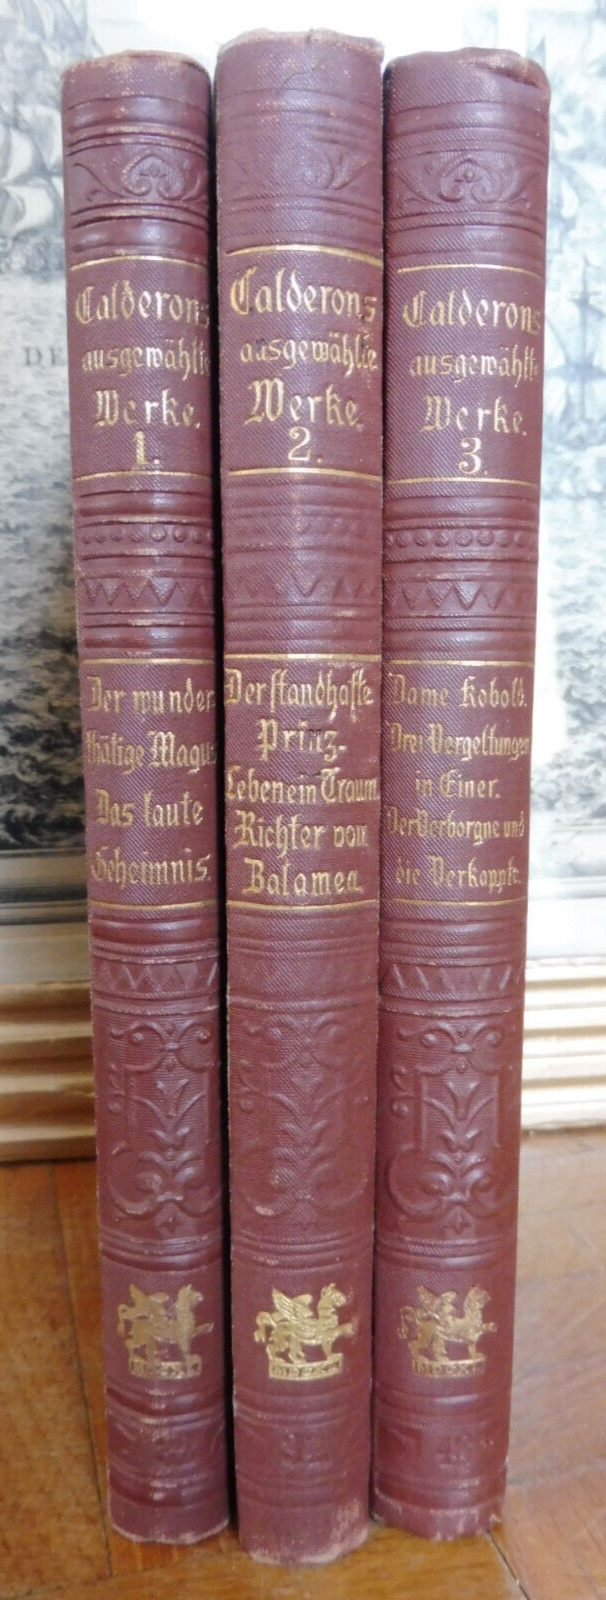 Calderons
ausgewählte
Werke.
1.
Der wunder-
thätige Magus.
Das laute
Geheimnis.
Calderons
ausgewählte
Werke.
2.
Der standhafte
Prinz.
Leben ein Traum.
Richter von
Zalamea.
Calderons
ausgewählte
Werke.
3.
Dame Kobold.
Drei Vergeltungen
in Einer.
Der Verborgne und
die Verkappte.
DE